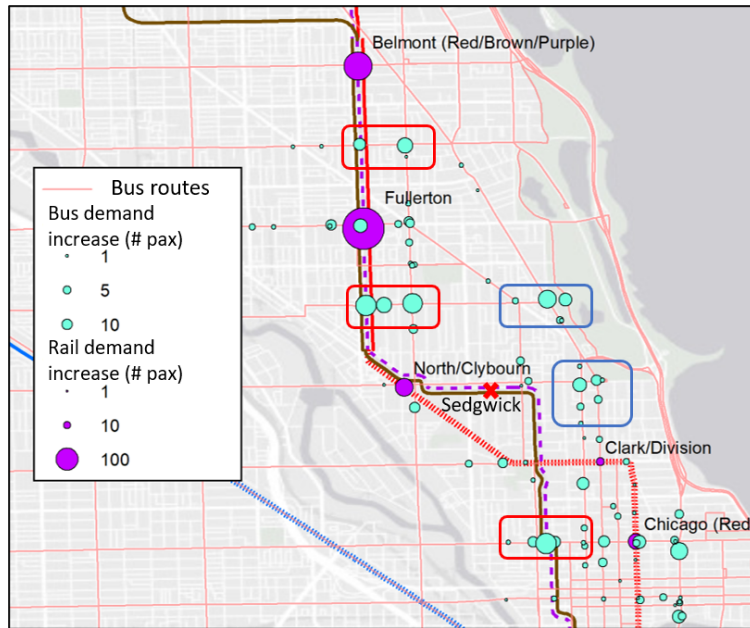 Belmont (Red/Brown/Purple)
Bus routes
Bus demand
increase (# pax)
1
5
10
Rail demand
increase (# pax)
1
10
100
Fullerton
North/Clybourn
Sedgwick
Clark/Division
Chicago (Red